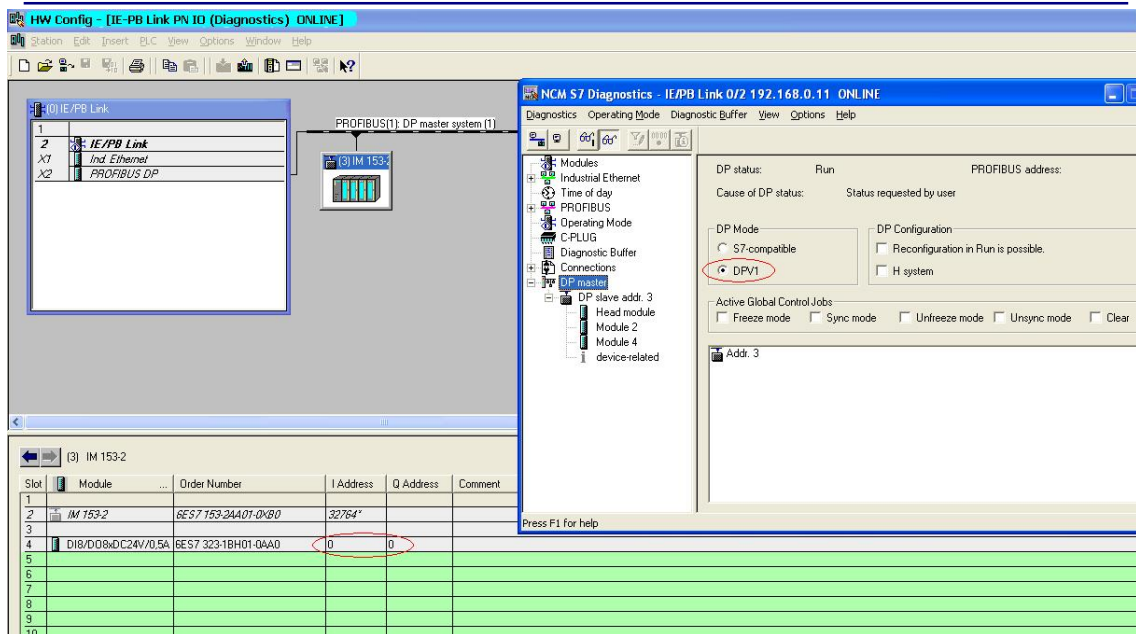 HW Config - [IE-PB Link PN IO (Diagnostics) ONLINE]
Station Edit Insert PLC View Options Window Help
(0) IE/PB Link
1
2 IE/PB Link
X1 Ind. Ethernet
X2 PROFIBUS DP
PROFIBUS(1): DP master system (1)
(3) IM 153-2
NCM S7 Diagnostics - IE/PB Link 0/2 192.168.0.11 ONLINE
Diagnostics Operating Mode Diagnostic Buffer View Options Help
Modules
Industrial Ethernet
Time of day
PROFIBUS
Operating Mode
C-PLUG
Diagnostic Buffer
Connections
DP master
DP slave addr. 3
Head module
Module 2
Module 4
device-related
DP status: Run PROFIBUS address:
Cause of DP status: Status requested by user
DP Mode
S7-compatible
DPV1
DP Configuration
Reconfiguration in Run is possible.
H system
Active Global Control Jobs
Freeze mode Sync mode Unfreeze mode Unsync mode Clear
Addr. 3
Press F1 for help
(3) IM 153-2
Slot Module ... Order Number I Address Q Address Comment
1
2 IM 153-2 6ES7 153-2AA01-0XB0 32764*
3
4 DI8/DO8xDC24V/0,5A 6ES7 323-1BH01-0AA0 0 0
5
6
7
8
9
10